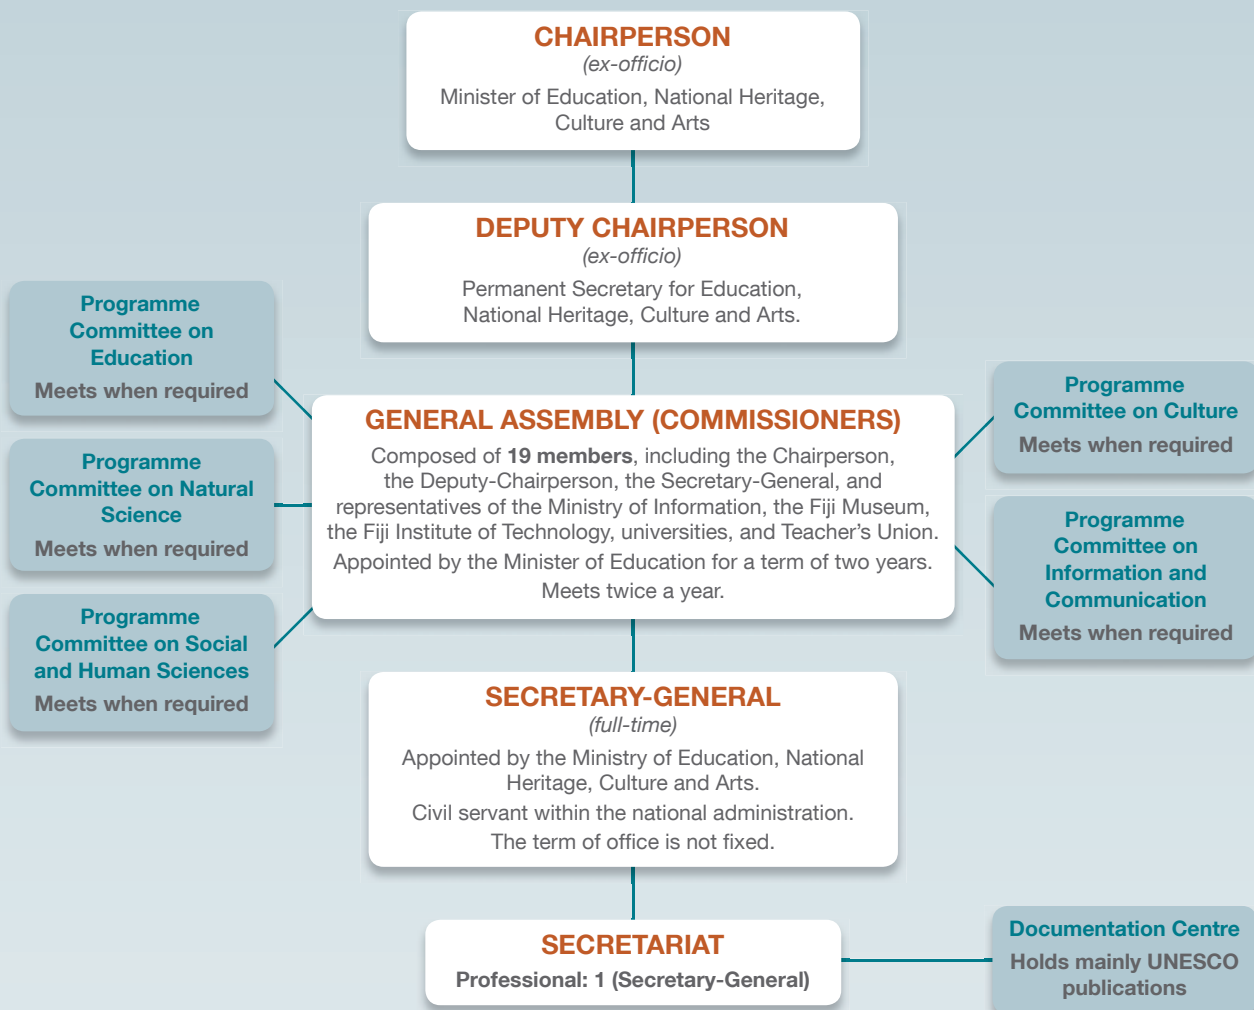 CHAIRPERSON
(ex-officio)
Minister of Education, National Heritage,
Culture and Arts
DEPUTY CHAIRPERSON
(ex-officio)
Permanent Secretary for Education,
National Heritage, Culture and Arts.
Programme
Committee on
Education
Meets when required
Programme
Committee on Natural
Science
Meets when required
Programme
Committee on Social
and Human Sciences
Meets when required
GENERAL ASSEMBLY (COMMISSIONERS)
Composed of 19 members, including the Chairperson,
the Deputy-Chairperson, the Secretary-General, and
representatives of the Ministry of Information, the Fiji Museum,
the Fiji Institute of Technology, universities, and Teacher’s Union.
Appointed by the Minister of Education for a term of two years.
Meets twice a year.
Programme
Committee on Culture
Meets when required
Programme
Committee on
Information and
Communication
Meets when required
SECRETARY-GENERAL
(full-time)
Appointed by the Ministry of Education, National
Heritage, Culture and Arts.
Civil servant within the national administration.
The term of office is not fixed.
SECRETARIAT
Professional: 1 (Secretary-General)
Documentation Centre
Holds mainly UNESCO
publications